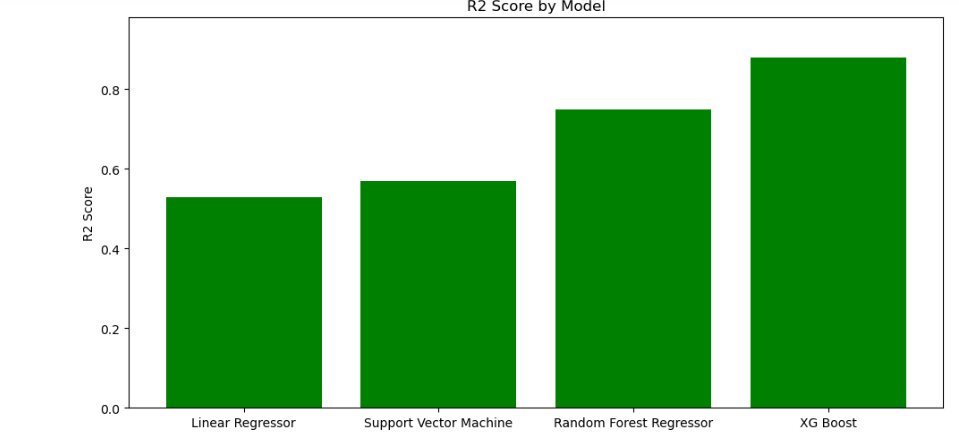 R2 Score by Model
R2 Score
0.8
0.6
0.4
0.2
0.0
Linear Regressor
Support Vector Machine
Random Forest Regressor
XG Boost